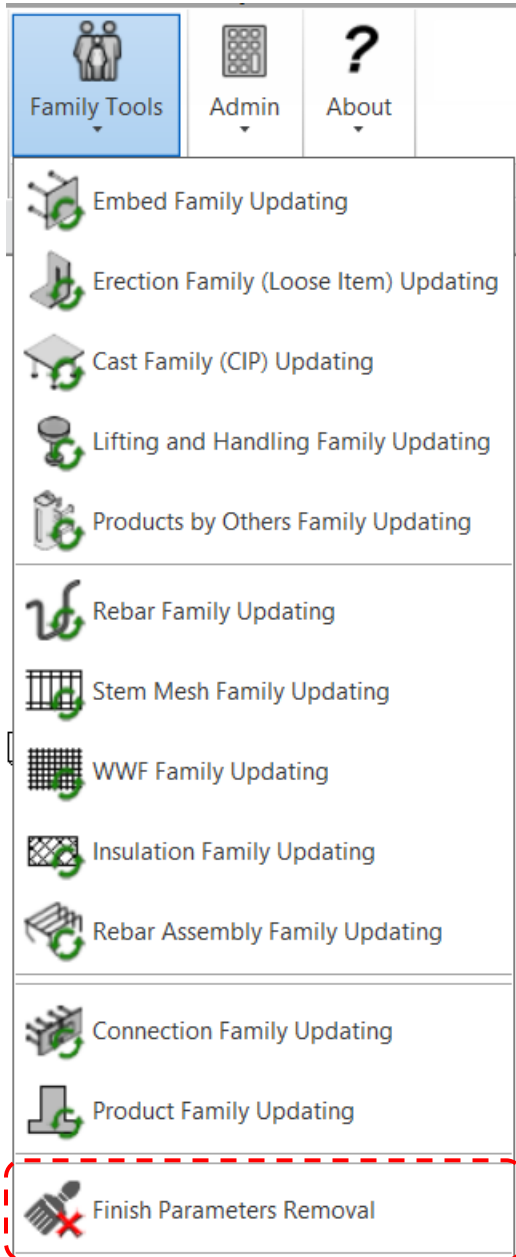 Family Tools
Admin
About
Embed Family Updating
Erection Family (Loose Item) Updating
Cast Family (CIP) Updating
Lifting and Handling Family Updating
Products by Others Family Updating
Rebar Family Updating
Stem Mesh Family Updating
WWF Family Updating
Insulation Family Updating
Rebar Assembly Family Updating
Connection Family Updating
Product Family Updating
Finish Parameters Removal